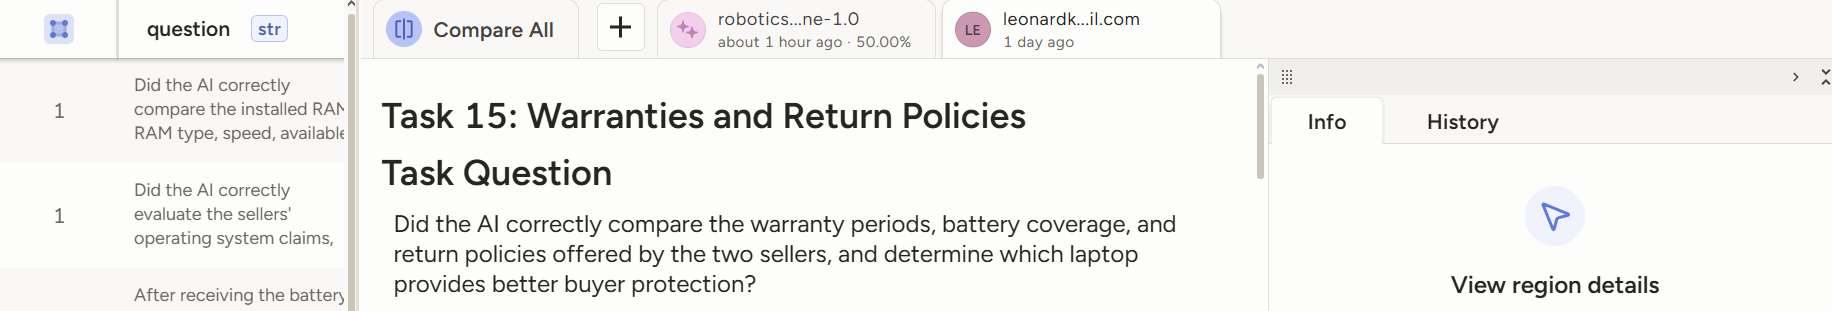 question str
Did the AI correctly
compare the installed RAM
RAM type, speed, available
1
Did the AI correctly
evaluate the sellers'
operating system claims,
1
After receiving the battery
Compare All
robotics...ne-1.0
about 1 hour ago · 50.00%
LE
leonardk...il.com
1 day ago
Task 15: Warranties and Return Policies
Task Question
Did the AI correctly compare the warranty periods, battery coverage, and
return policies offered by the two sellers, and determine which laptop
provides better buyer protection?
Info History
View region details